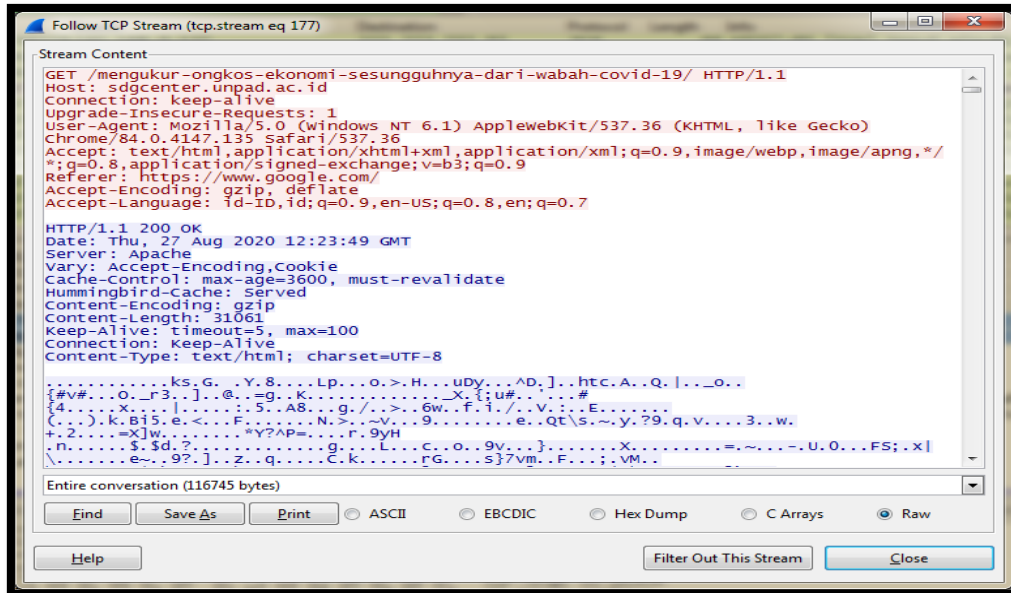 Follow TCP Stream (tcp.stream eq 177)
Stream Content
GET /mengukur-ongkos-ekonomi-sesungguhnya-dari-wabah-covid-19/ HTTP/1.1
Host: sdgcenter.unpad.ac.id
Connection: keep-alive
Upgrade-Insecure-Requests: 1
User-Agent: Mozilla/5.0 (Windows NT 6.1) AppleWebKit/537.36 (KHTML, like Gecko)
Chrome/84.0.4147.135 Safari/537.36
Accept: text/html,application/xhtml+xml,application/xml;q=0.9,image/webp,image/apng,*/
*;q=0.8,application/signed-exchange;v=b3;q=0.9
Referer: https://www.google.com/
Accept-Encoding: gzip, deflate
Accept-Language: id-ID,id;q=0.9,en-US;q=0.8,en;q=0.7
HTTP/1.1 200 OK
Date: Thu, 27 Aug 2020 12:23:49 GMT
Server: Apache
Vary: Accept-Encoding,Cookie
Cache-Control: max-age=3600, must-revalidate
Hummingbird-Cache: Served
Content-Encoding: gzip
Content-Length: 31061
Keep-Alive: timeout=5, max=100
Connection: Keep-Alive
Content-Type: text/html; charset=UTF-8
Entire conversation (116745 bytes)
Find Save As Print ASCII EBCDIC Hex Dump C Arrays Raw
Help Filter Out This Stream Close